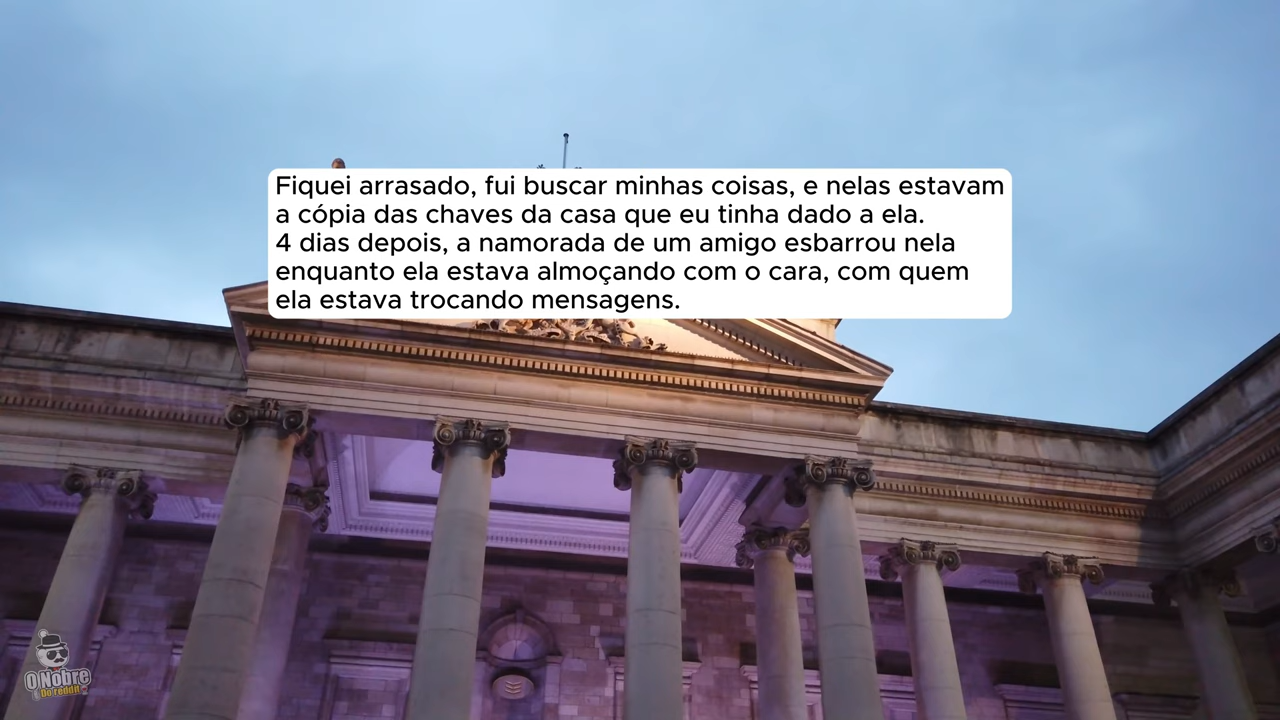 Fiquei arrasado, fui buscar minhas coisas, e nelas estavam
a cópia das chaves da casa que eu tinha dado a ela.
4 dias depois, a namorada de um amigo esbarrou nela
enquanto ela estava almoçando com o cara, com quem
ela estava trocando mensagens.
O Nobre
Do reddit